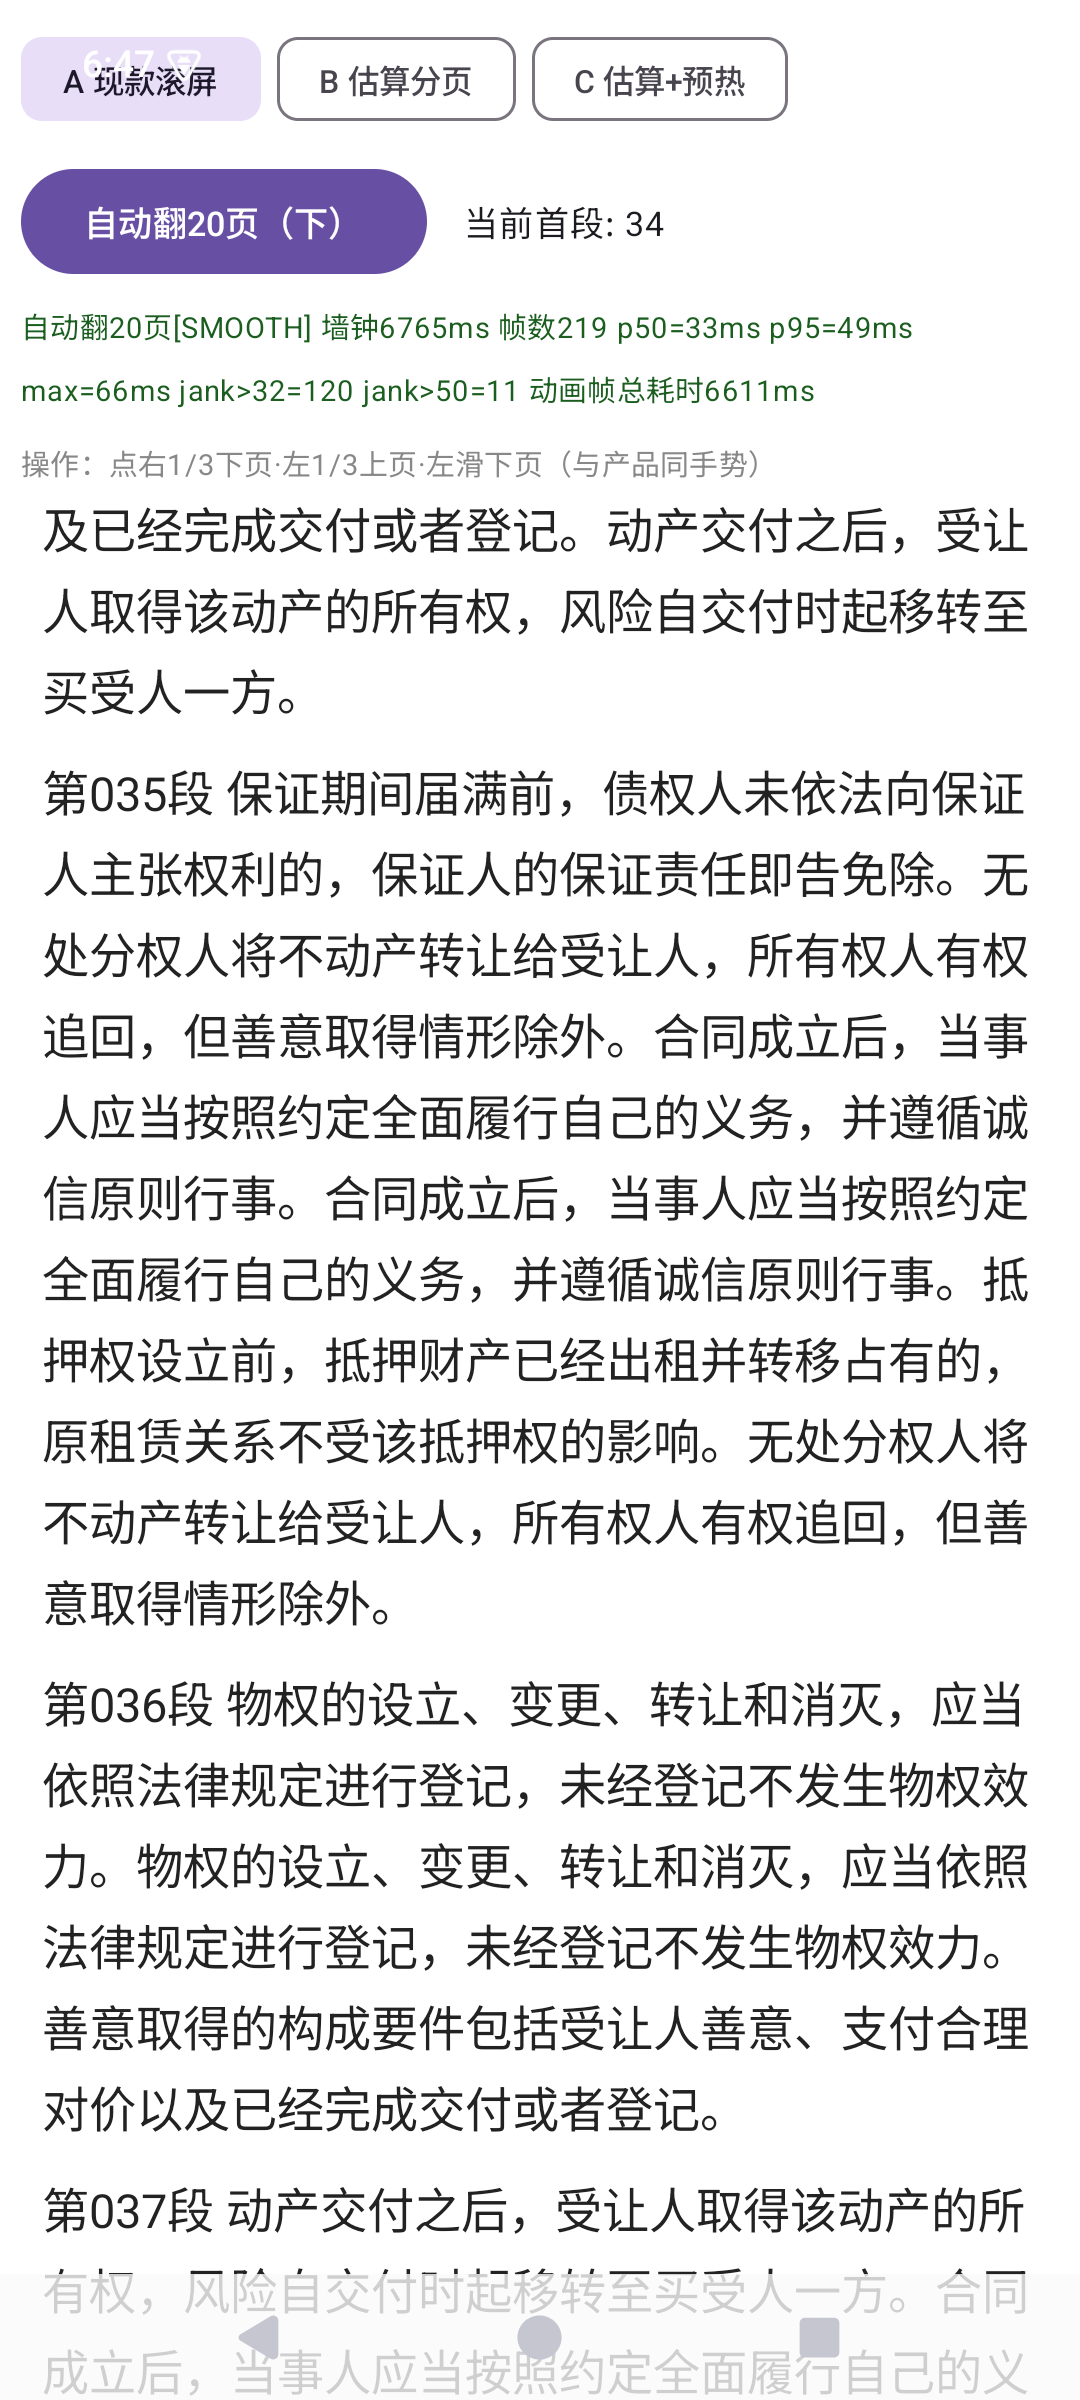 6:47
A 现款滚屏
B 估算分页
C 估算+预热
自动翻20页（下）
当前首段: 34
自动翻20页[SMOOTH] 墙钟6765ms 帧数219 p50=33ms p95=49ms
max=66ms jank>32=120 jank>50=11 动画帧总耗时6611ms
操作：点右1/3下页·左1/3上页·左滑下页（与产品同手势）
及已经完成交付或者登记。动产交付之后，受让
人取得该动产的所有权，风险自交付时起移转至
买受人一方。
第035段 保证期间届满前，债权人未依法向保证
人主张权利的，保证人的保证责任即告免除。无
处分权人将不动产转让给受让人，所有权人有权
追回，但善意取得情形除外。合同成立后，当事
人应当按照约定全面履行自己的义务，并遵循诚
信原则行事。合同成立后，当事人应当按照约定
全面履行自己的义务，并遵循诚信原则行事。抵
押权设立前，抵押财产已经出租并转移占有的，
原租赁关系不受该抵押权的影响。无处分权人将
不动产转让给受让人，所有权人有权追回，但善
意取得情形除外。
第036段 物权的设立、变更、转让和消灭，应当
依照法律规定进行登记，未经登记不发生物权效
力。物权的设立、变更、转让和消灭，应当依照
法律规定进行登记，未经登记不发生物权效力。
善意取得的构成要件包括受让人善意、支付合理
对价以及已经完成交付或者登记。
第037段 动产交付之后，受让人取得该动产的所
有权，风险自交付时起移转至买受人一方。合同
成立后，当事人应当按照约定全面履行自己的义